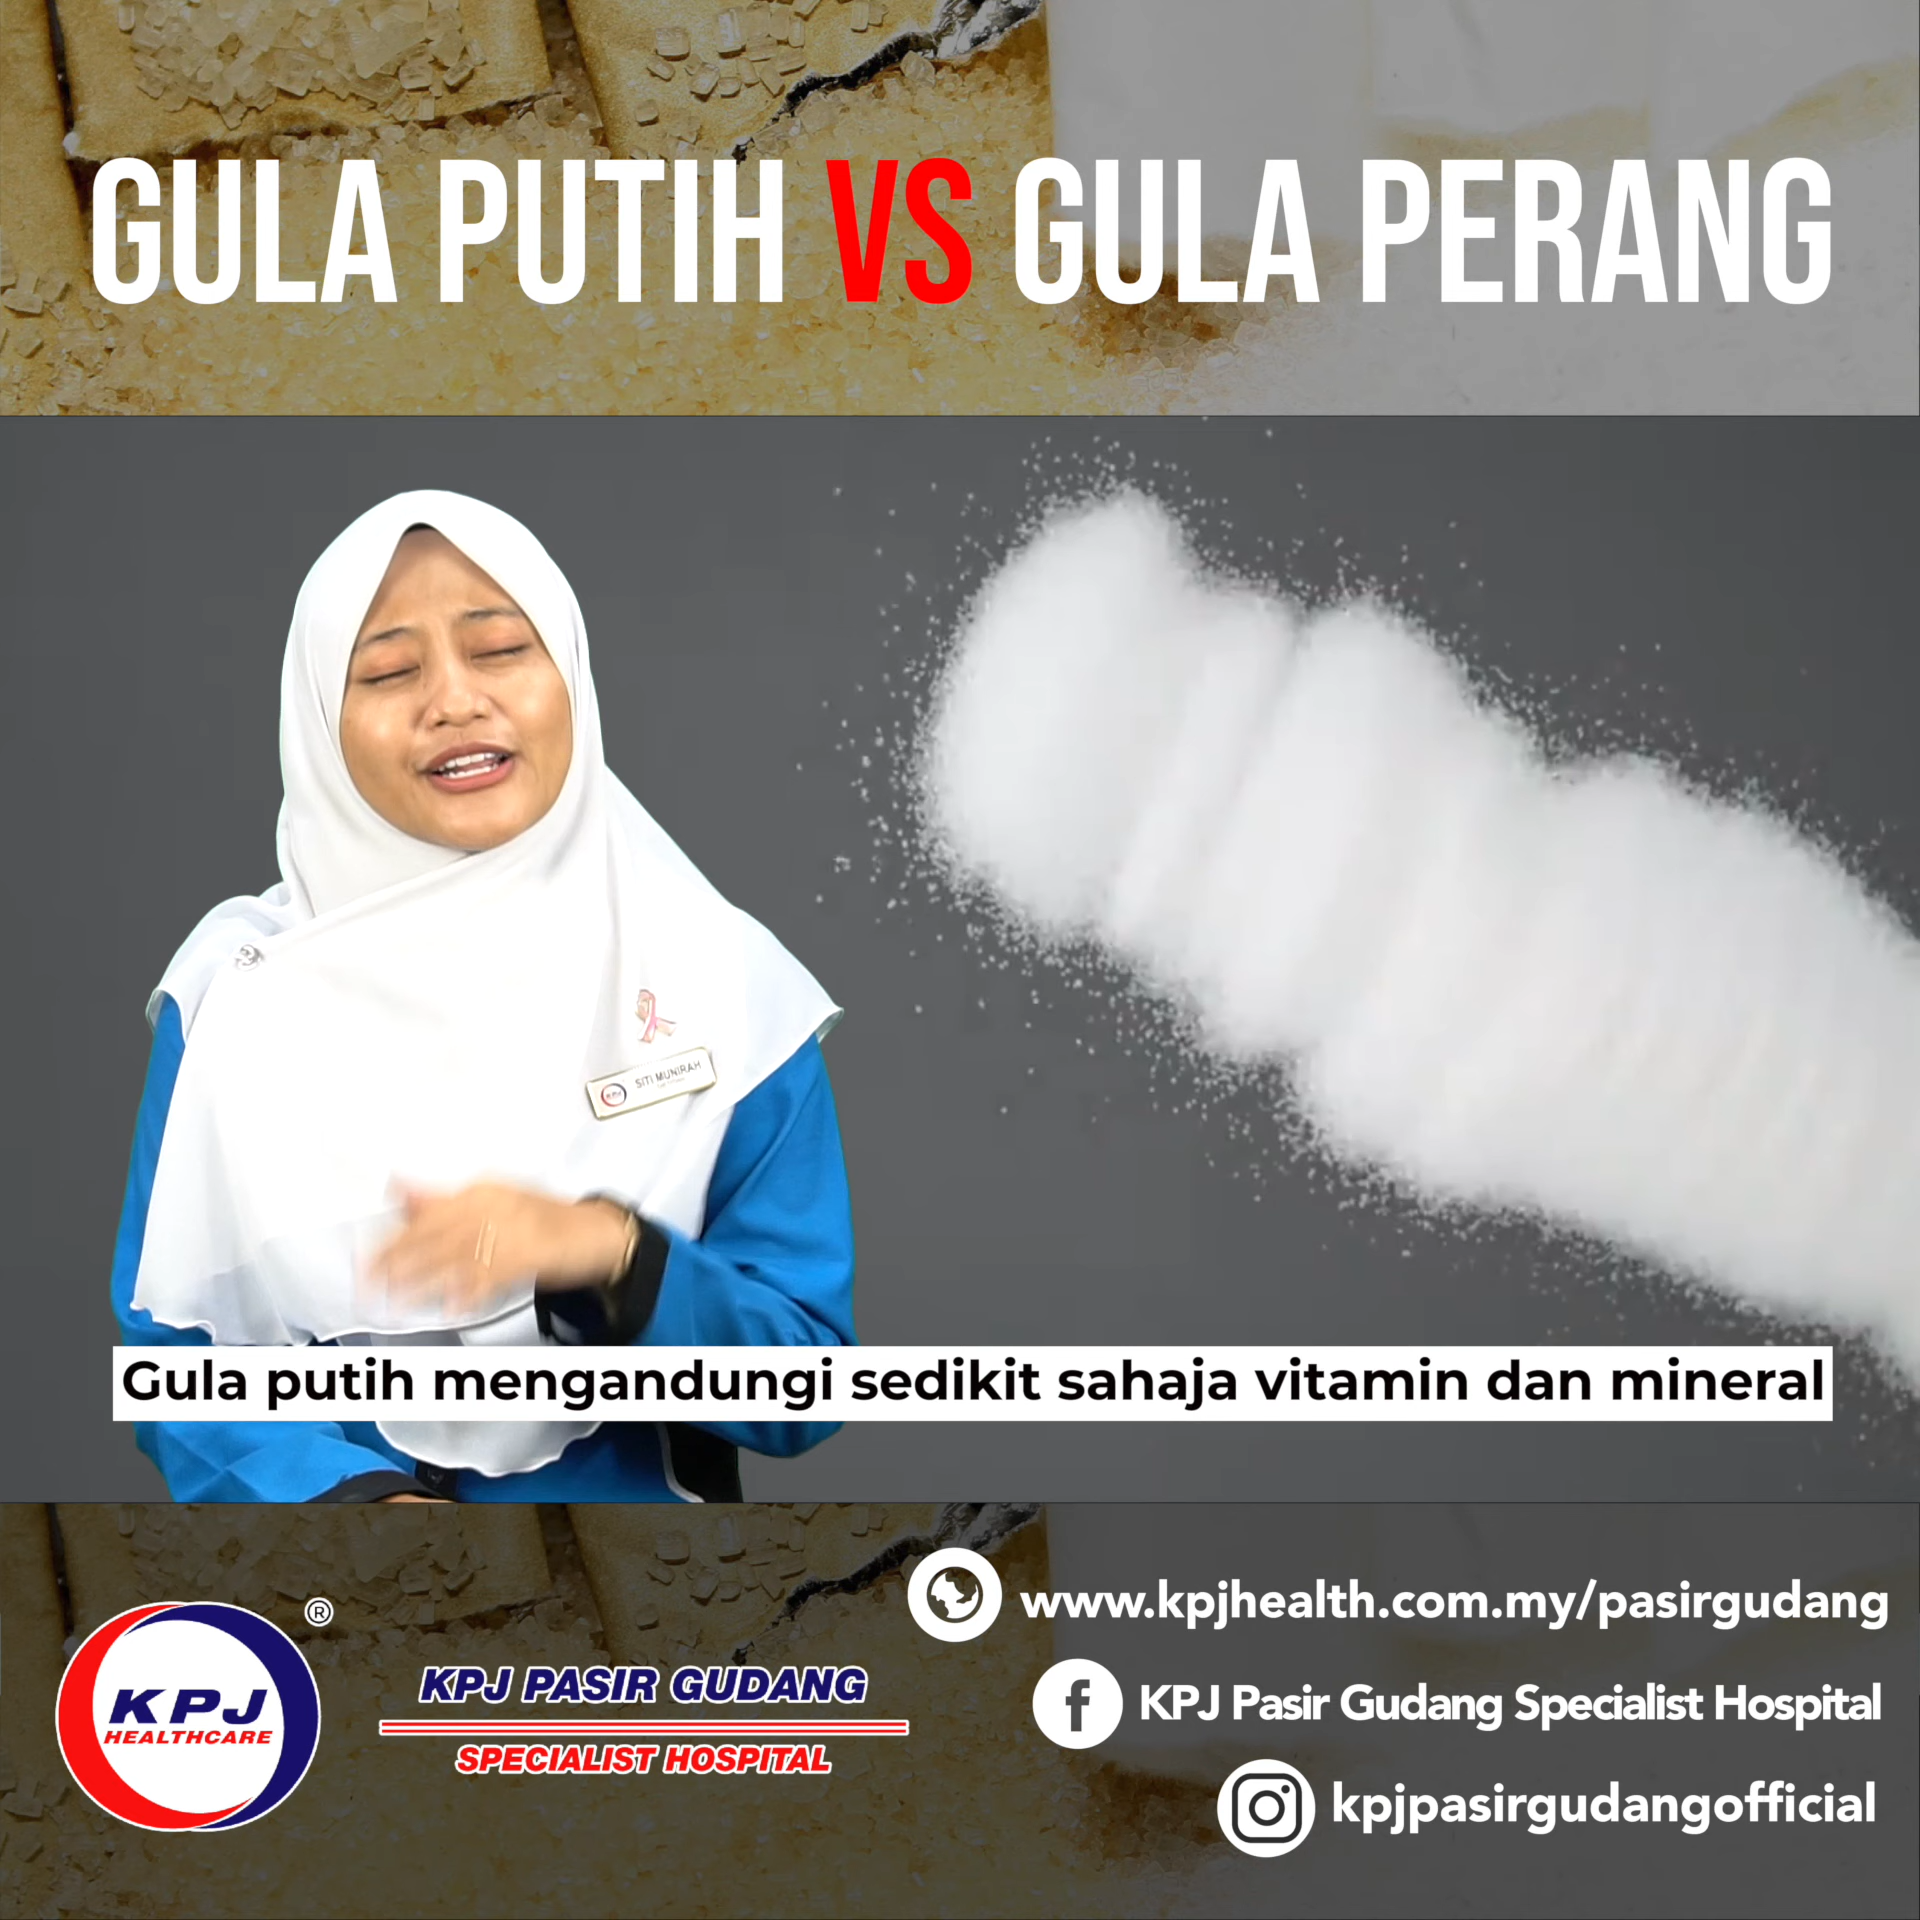 GULA PUTIH VS GULA PERANG
SITI MUNIRAH
KPJ
Gula putih mengandungi sedikit sahaja vitamin dan mineral
®
KPJ
HEALTHCARE
KPJ PASIR GUDANG
SPECIALIST HOSPITAL
www.kpjhealth.com.my/pasirgudang
f KPJ Pasir Gudang Specialist Hospital
kpjpasirgudangofficial